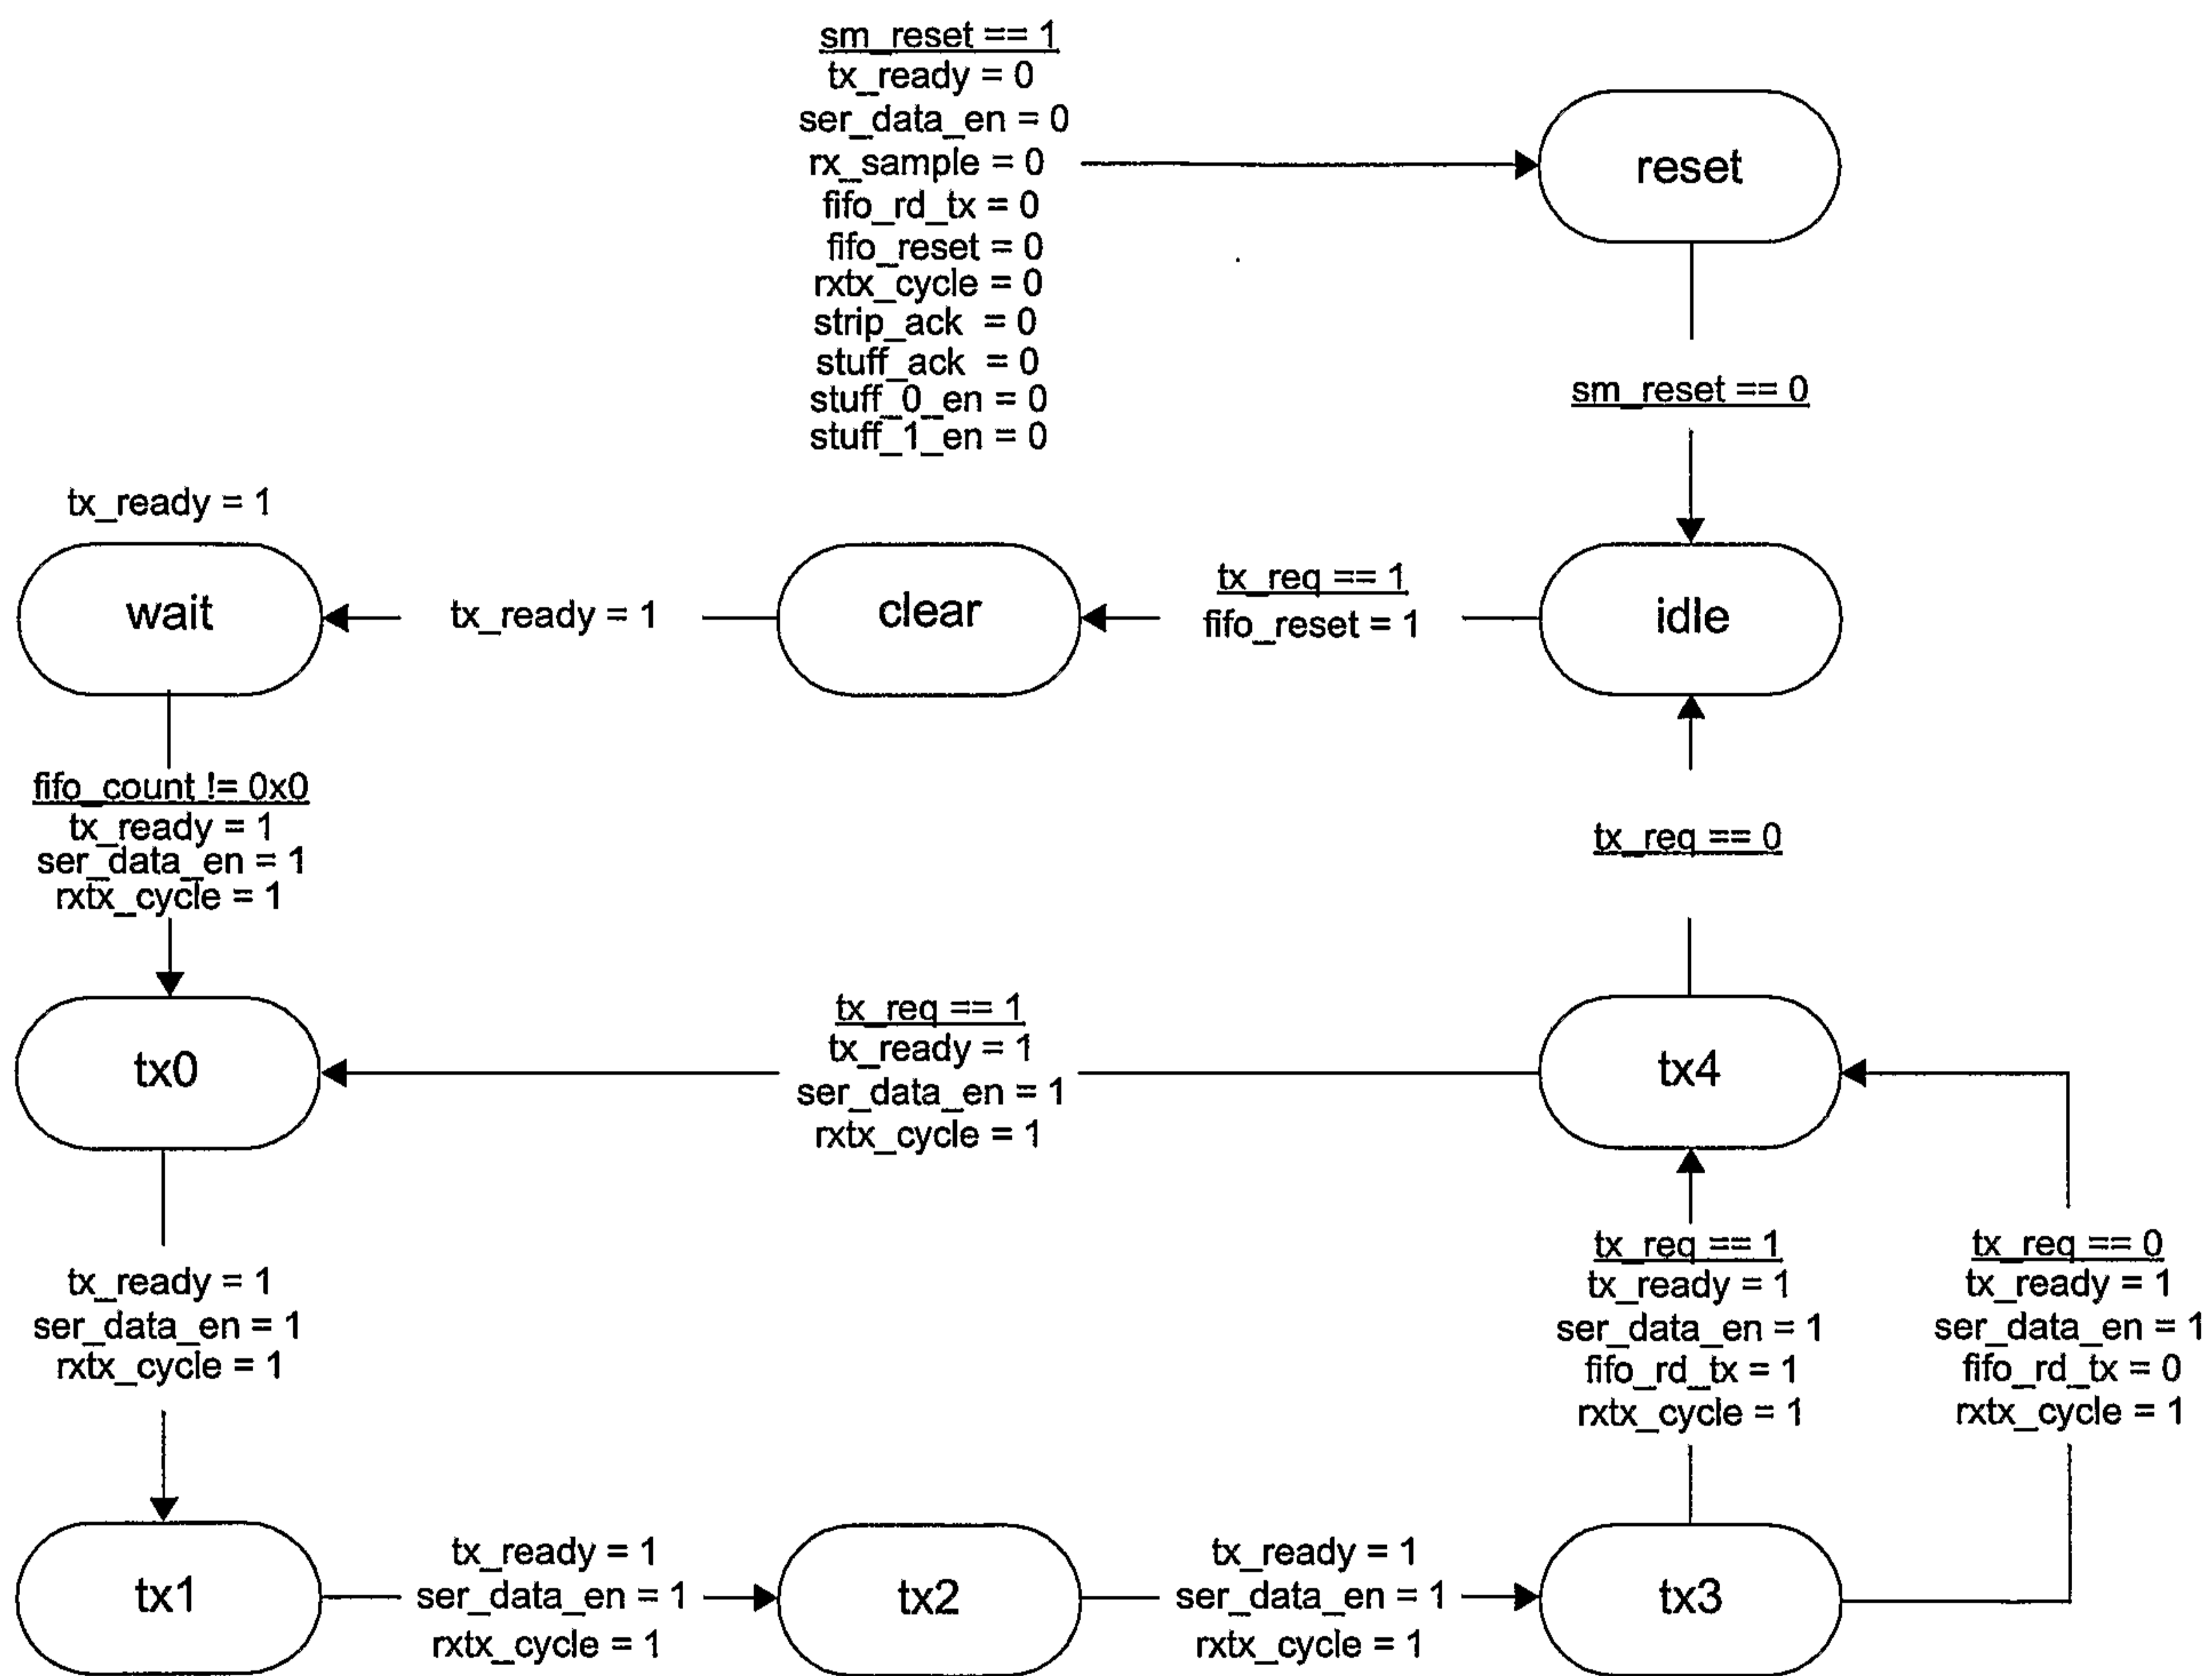 sm_reset == 1
tx_ready = 0
ser_data_en = 0
rx_sample = 0
fifo_rd_tx = 0
fifo_reset = 0
rxtx_cycle = 0
strip_ack = 0
stuff_ack = 0
stuff_0_en = 0
stuff_1_en = 0
reset
sm_reset == 0
tx_ready = 1
wait
tx_ready = 1
clear
tx_req == 1
fifo_reset = 1
idle
fifo_count != 0x0
tx_ready = 1
ser_data_en = 1
rxtx_cycle = 1
tx_req == 0
tx0
tx_req == 1
tx_ready = 1
ser_data_en = 1
rxtx_cycle = 1
tx4
tx_ready = 1
ser_data_en = 1
rxtx_cycle = 1
tx_req == 1
tx_ready = 1
ser_data_en = 1
fifo_rd_tx = 1
rxtx_cycle = 1
tx_req == 0
tx_ready = 1
ser_data_en = 1
fifo_rd_tx = 0
rxtx_cycle = 1
tx1
tx_ready = 1
ser_data_en = 1
rxtx_cycle = 1
tx2
tx_ready = 1
ser_data_en = 1
rxtx_cycle = 1
tx3